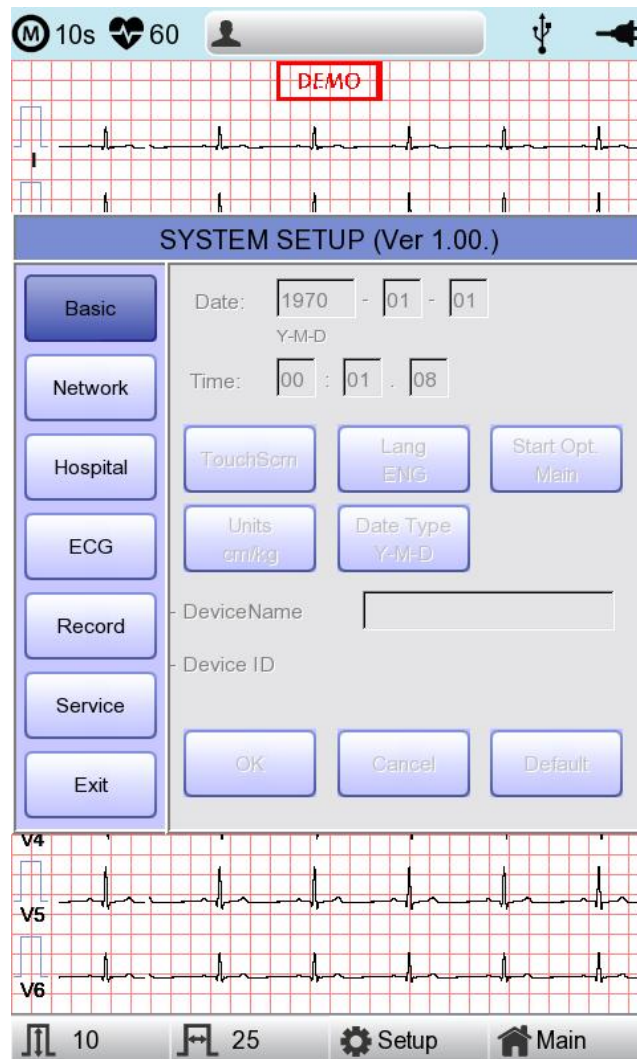 M 10s 60
DEMO
I
SYSTEM SETUP (Ver 1.00.)
Basic
Network
Hospital
ECG
Record
Service
Exit
Date: 1970 - 01 - 01
Y-M-D
Time: 00 : 01 . 08
TouchScrn
Lang
ENG
Start Opt.
Main
Units
cm/kg
Date Type
Y-M-D
- DeviceName
- Device ID
OK
Cancel
Default
V4
V5
V6
10
25
Setup
Main